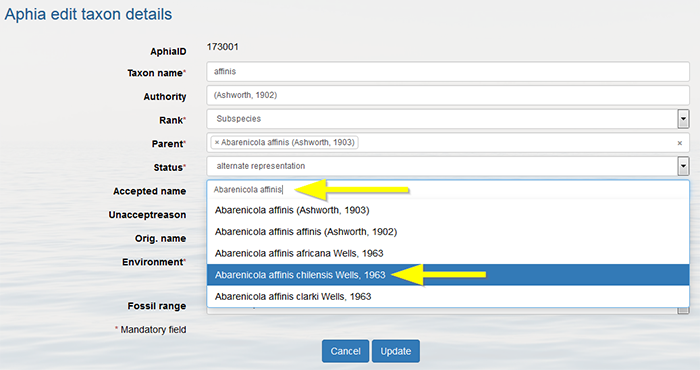 Aphia edit taxon details
AphiaID 173001
Taxon name* affinis
Authority (Ashworth, 1902)
Rank* Subspecies
Parent* × Abarenicola affinis (Ashworth, 1903) ×
Status* alternate representation
Accepted name Abarenicola affinis
Abarenicola affinis (Ashworth, 1903)
Unacceptreason
Abarenicola affinis affinis (Ashworth, 1902)
Orig. name
Abarenicola affinis africana Wells, 1963
Environment*
Abarenicola affinis chilensis Wells, 1963
Abarenicola affinis clarki Wells, 1963
Fossil range
* Mandatory field
Cancel Update